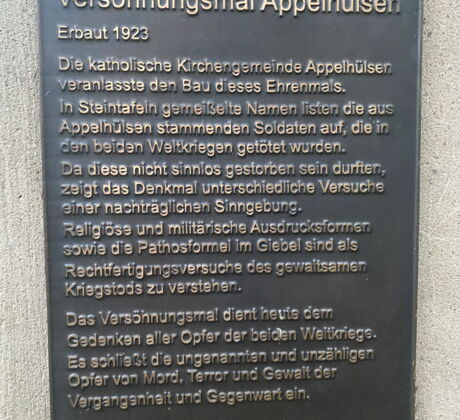 Versöhnungsmal Appelhülsen
Erbaut 1923
Die katholische Kirchengemeinde Appelhülsen
veranlasste den Bau dieses Ehrenmals.
In Steintafeln gemeißelte Namen listen die aus
Appelhülsen stammenden Soldaten auf, die in
den beiden Weltkriegen getötet wurden.
Da diese nicht sinnlos gestorben sein durften,
zeigt das Denkmal unterschiedliche Versuche
einer nachträglichen Sinngebung.
Religiöse und militärische Ausdrucksformen
sowie die Pathosformel im Giebel sind als
Rechtfertigungsversuche des gewaltsamen
Kriegstods zu verstehen.
Das Versöhnungsmal dient heute dem
Gedenken aller Opfer der beiden Weltkriege.
Es schließt die ungenannten und unzähligen
Opfer von Mord, Terror und Gewalt der
Vergangenheit und Gegenwart ein.